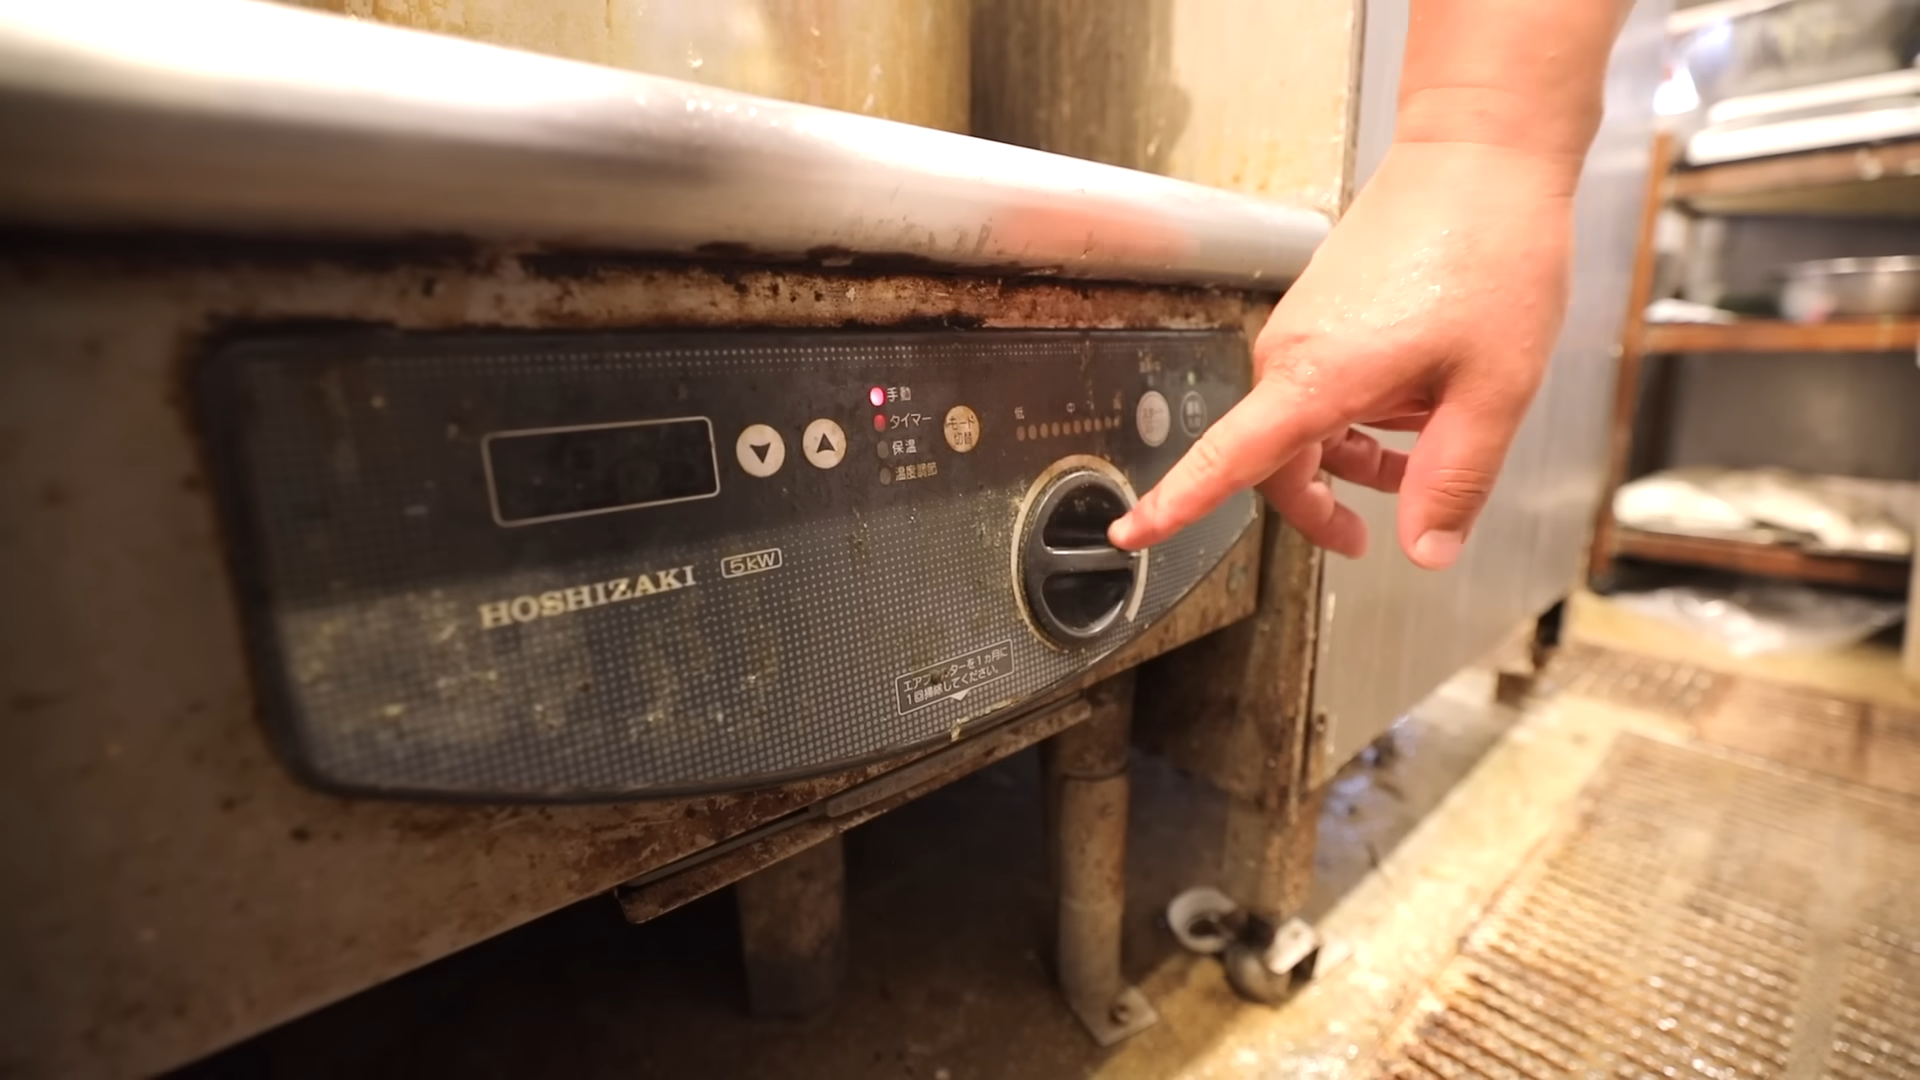 手動
タイマー
保温
温度調節
モード
切替
低
中
HOSHIZAKI
5kW
エアフィルターを1ヵ月に
1回掃除してください。